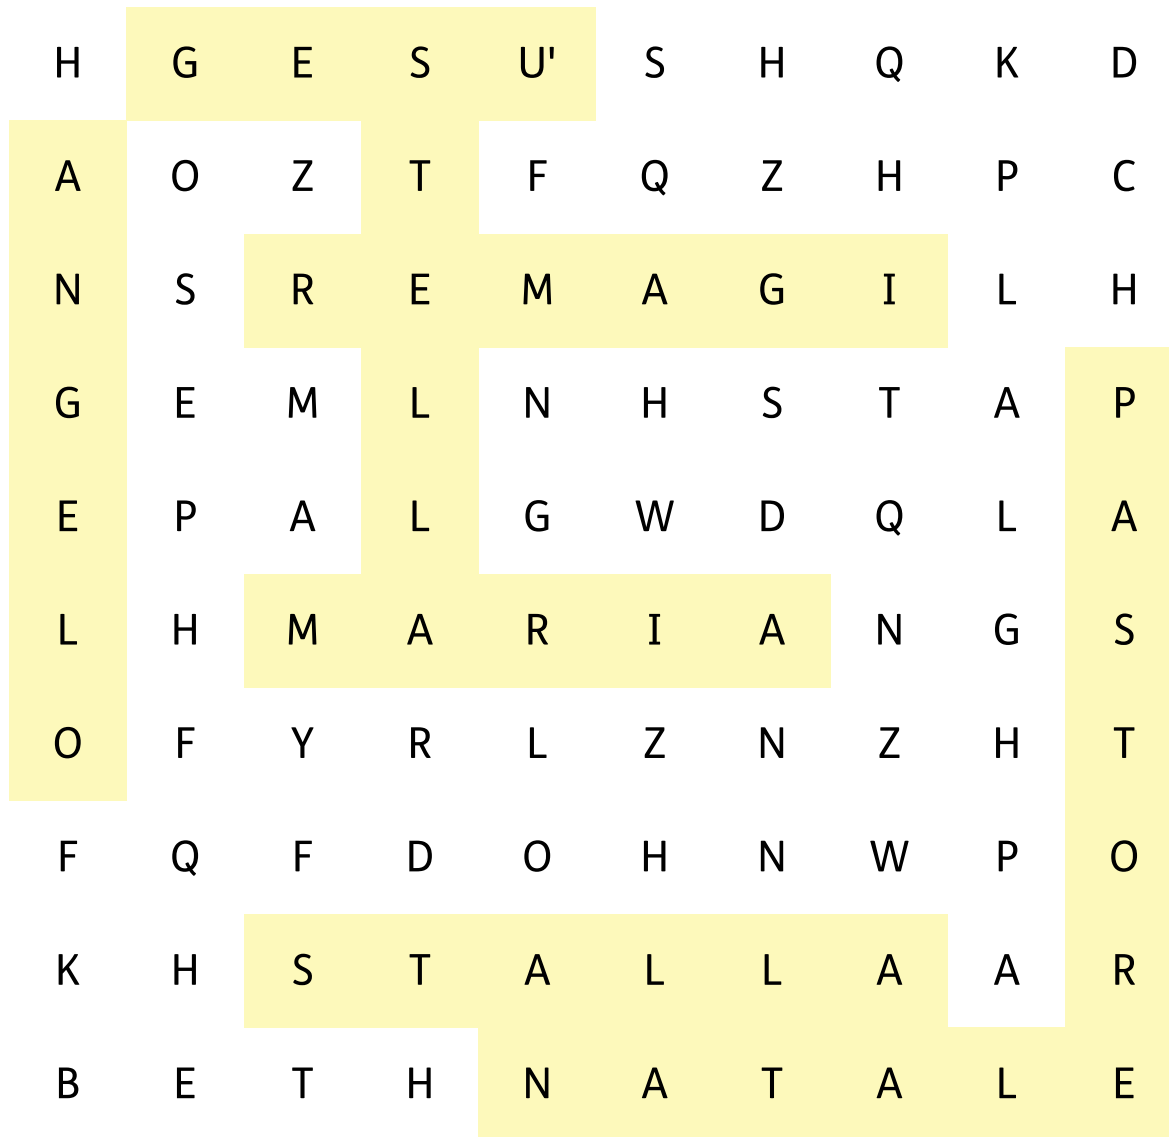 H G E S U' S H Q K D
A O Z T F Q Z H P C
N S R E M A G I L H
G E M L N H S T A P
E P A L G W D Q L A
L H M A R I A N G S
O F Y R L Z N Z H T
F Q F D O H N W P O
K H S T A L L A A R
B E T H N A T A L E